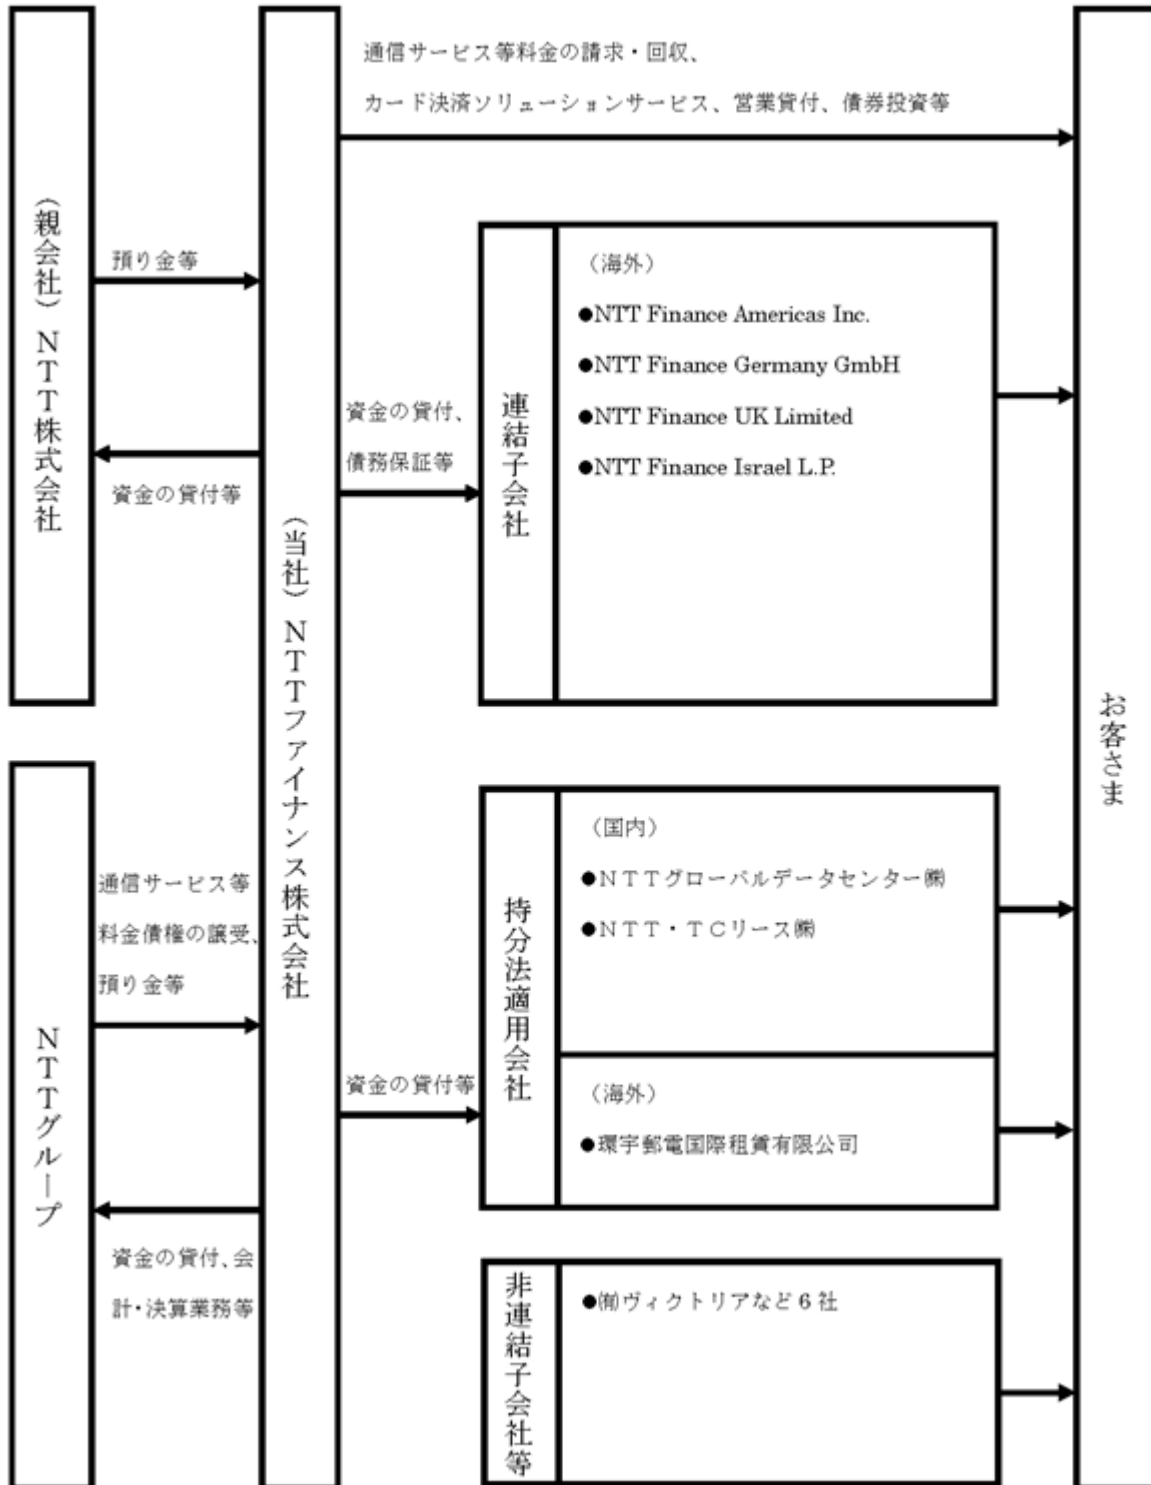 通信サービス等料金の請求・回収、
カード決済ソリューションサービス、営業貸付、債券投資等
（親会社）ＮＴＴ株式会社
預り金等
資金の貸付等
（当社）ＮＴＴファイナンス株式会社
資金の貸付、
債務保証等
連結子会社
（海外）
●NTT Finance Americas Inc.
●NTT Finance Germany GmbH
●NTT Finance UK Limited
●NTT Finance Israel L.P.
お客さま
ＮＴＴグループ
通信サービス等
料金債権の譲受、
預り金等
資金の貸付、会
計・決算業務等
資金の貸付等
持分法適用会社
（国内）
●ＮＴＴグローバルデータセンター㈱
●ＮＴＴ・ＴＣリース㈱
（海外）
●環宇郵電国際租賃有限公司
非連結子会社等
●㈲ヴィクトリアなど 6 社